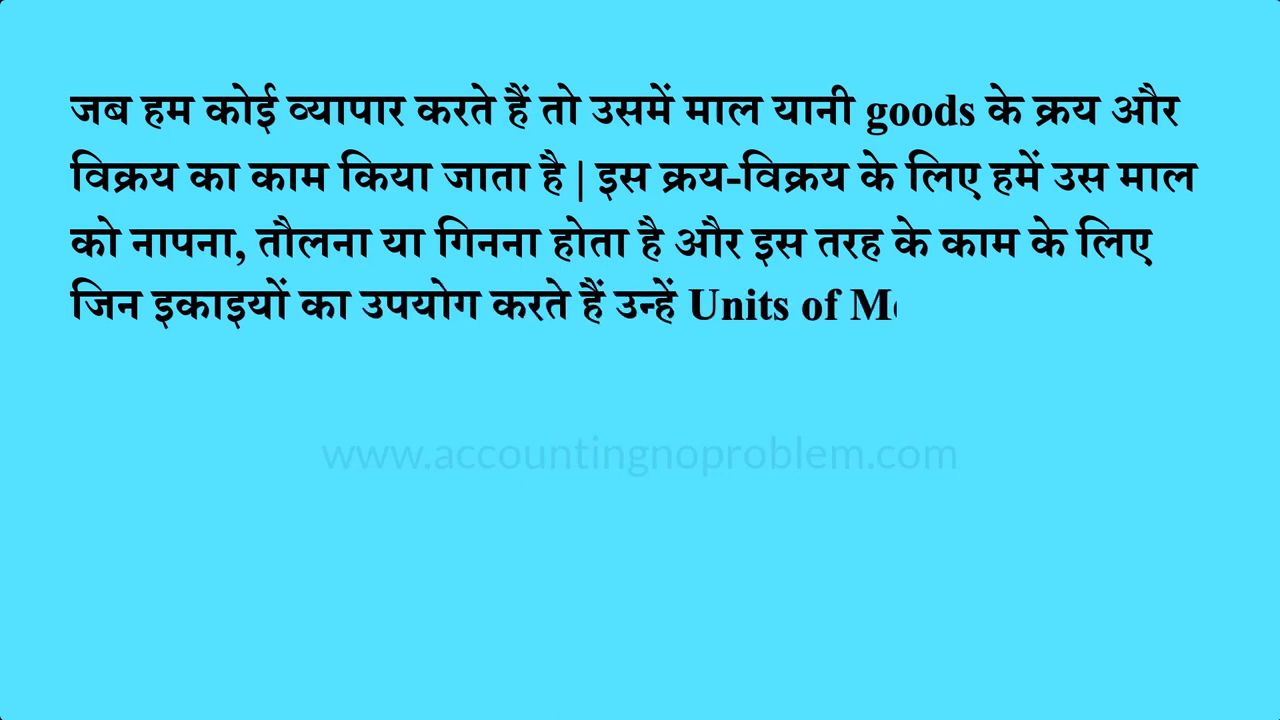 जब हम कोई व्यापार करते हैं तो उसमें माल यानी goods के क्रय और
विक्रय का काम किया जाता है | इस क्रय-विक्रय के लिए हमें उस माल
को नापना, तौलना या गिनना होता है और इस तरह के काम के लिए
जिन इकाइयों का उपयोग करते हैं उन्हें Units of
www.accountingnoproblem.com